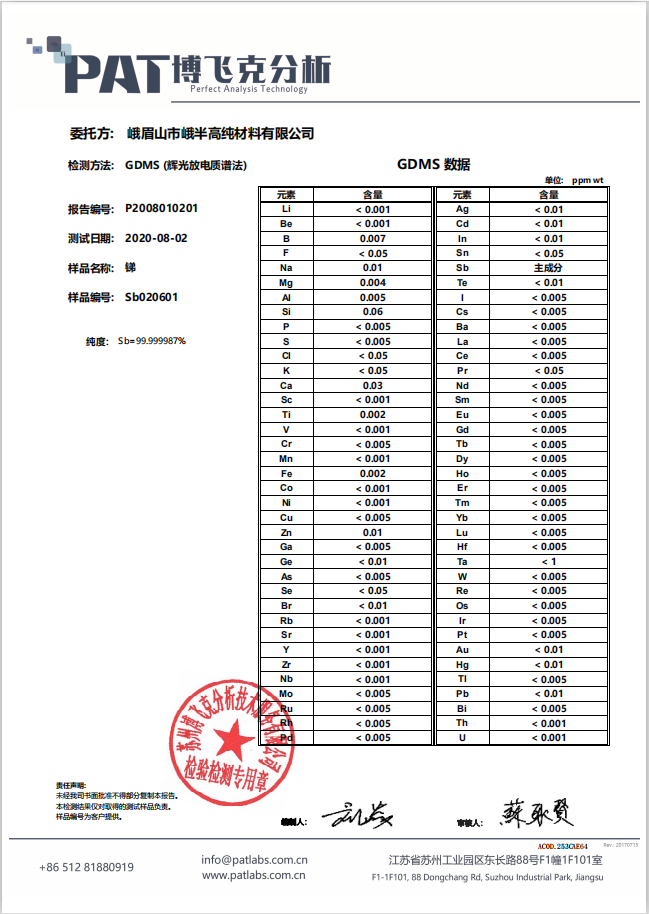 PAT博飞克分析
Perfect Analysis Technology
委托方: 峨眉山市峨半高纯材料有限公司
检测方法: GDMS (辉光放电质谱法)
GDMS 数据
单位: ppm wt
报告编号: P2008010201
测试日期: 2020-08-02
样品名称: 锑
样品编号: Sb020601
纯度: Sb=99.999987%
元素 含量 元素 含量
Li < 0.001 Ag < 0.01
Be < 0.001 Cd < 0.01
B 0.007 In < 0.01
F < 0.05 Sn < 0.05
Na 0.01 Sb 主成分
Mg 0.004 Te < 0.01
Al 0.005 I < 0.005
Si 0.06 Cs < 0.005
P < 0.005 Ba < 0.005
S < 0.005 La < 0.005
Cl < 0.05 Ce < 0.005
K < 0.05 Pr < 0.05
Ca 0.03 Nd < 0.005
Sc < 0.001 Sm < 0.005
Ti 0.002 Eu < 0.005
V < 0.001 Gd < 0.005
Cr < 0.005 Tb < 0.005
Mn < 0.001 Dy < 0.005
Fe 0.002 Ho < 0.005
Co < 0.001 Er < 0.005
Ni < 0.001 Tm < 0.005
Cu < 0.005 Yb < 0.005
Zn 0.01 Lu < 0.005
Ga < 0.005 Hf < 0.005
Ge < 0.01 Ta < 1
As < 0.005 W < 0.005
Se < 0.05 Re < 0.005
Br < 0.01 Os < 0.005
Rb < 0.001 Ir < 0.005
Sr < 0.001 Pt < 0.005
Y < 0.001 Au < 0.01
Zr < 0.001 Hg < 0.01
Nb < 0.001 Tl < 0.005
Mo < 0.005 Pb < 0.01
Ru < 0.005 Bi < 0.005
Rh < 0.005 Th < 0.001
Pd < 0.005 U < 0.001
苏州博飞克分析技术服务有限公司
检验检测专用章
责任声明:
未经我司书面批准不得部分复制本报告。
本检测结果仅对取得的测试样品负责。
样品编号为客户提供。
编制人:
审核人: 苏永贤
ACOD.253CAE64
Rev.: 20170715
+86 512 81880919
info@patlabs.com.cn
www.patlabs.com.cn
江苏省苏州工业园区东长路88号F1幢1F101室
F1-1F101, 88 Dongchang Rd, Suzhou Industrial Park, Jiangsu